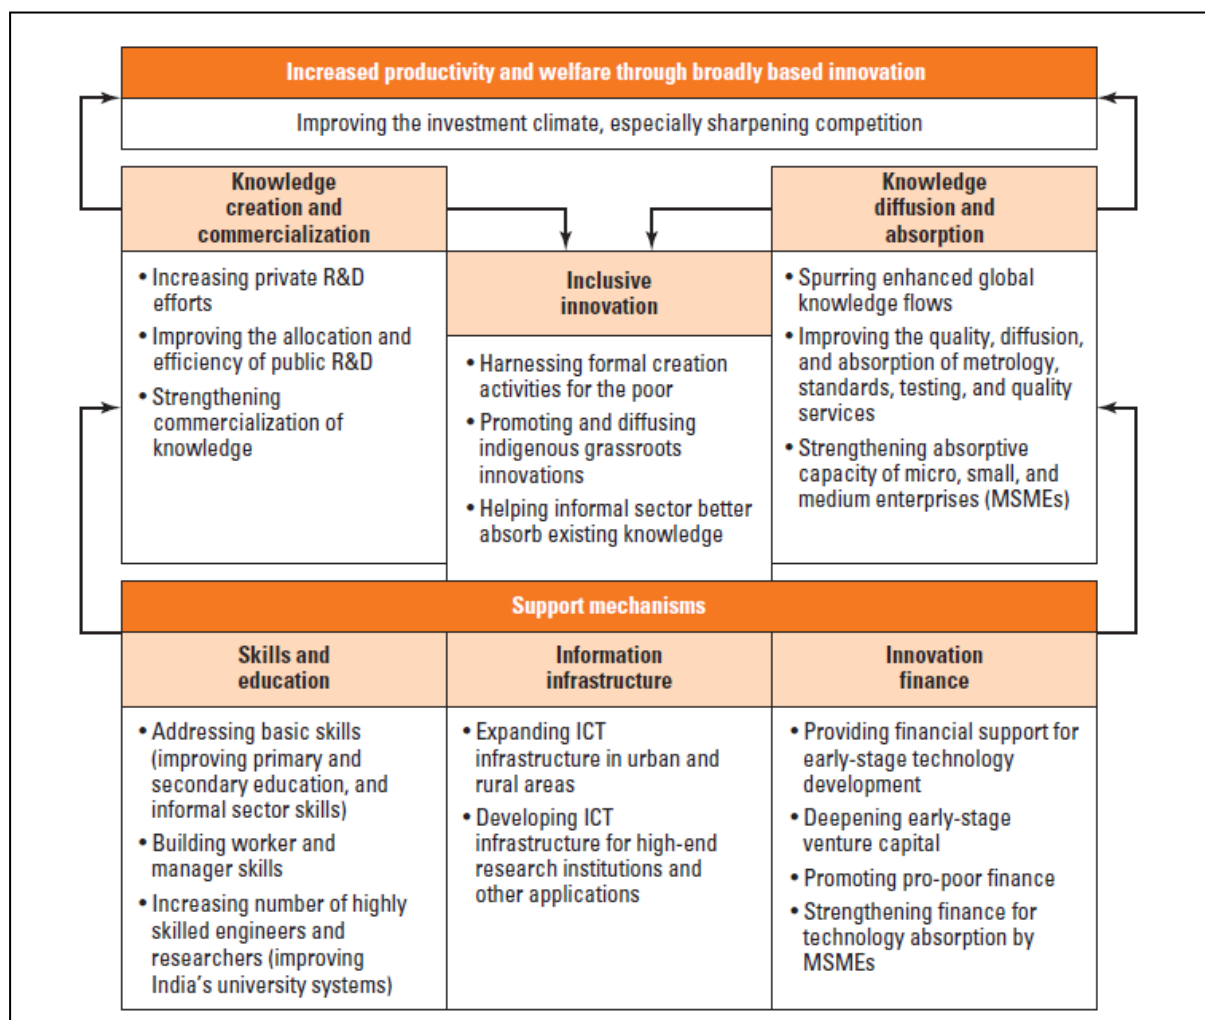 Increased productivity and welfare through broadly based innovation
Improving the investment climate, especially sharpening competition
Knowledge
creation and
commercialization
• Increasing private R&D
efforts
• Improving the allocation and
efficiency of public R&D
• Strengthening
commercialization of
knowledge
Inclusive
innovation
• Harnessing formal creation
activities for the poor
• Promoting and diffusing
indigenous grassroots
innovations
• Helping informal sector better
absorb existing knowledge
Knowledge
diffusion and
absorption
• Spurring enhanced global
knowledge flows
• Improving the quality, diffusion,
and absorption of metrology,
standards, testing, and quality
services
• Strengthening absorptive
capacity of micro, small, and
medium enterprises (MSMEs)
Support mechanisms
Skills and
education
• Addressing basic skills
(improving primary and
secondary education, and
informal sector skills)
• Building worker and
manager skills
• Increasing number of highly
skilled engineers and
researchers (improving
India's university systems)
Information
infrastructure
• Expanding ICT
infrastructure in urban and
rural areas
• Developing ICT
infrastructure for high-end
research institutions and
other applications
Innovation
finance
• Providing financial support for
early-stage technology
development
• Deepening early-stage
venture capital
• Promoting pro-poor finance
• Strengthening finance for
technology absorption by
MSMEs